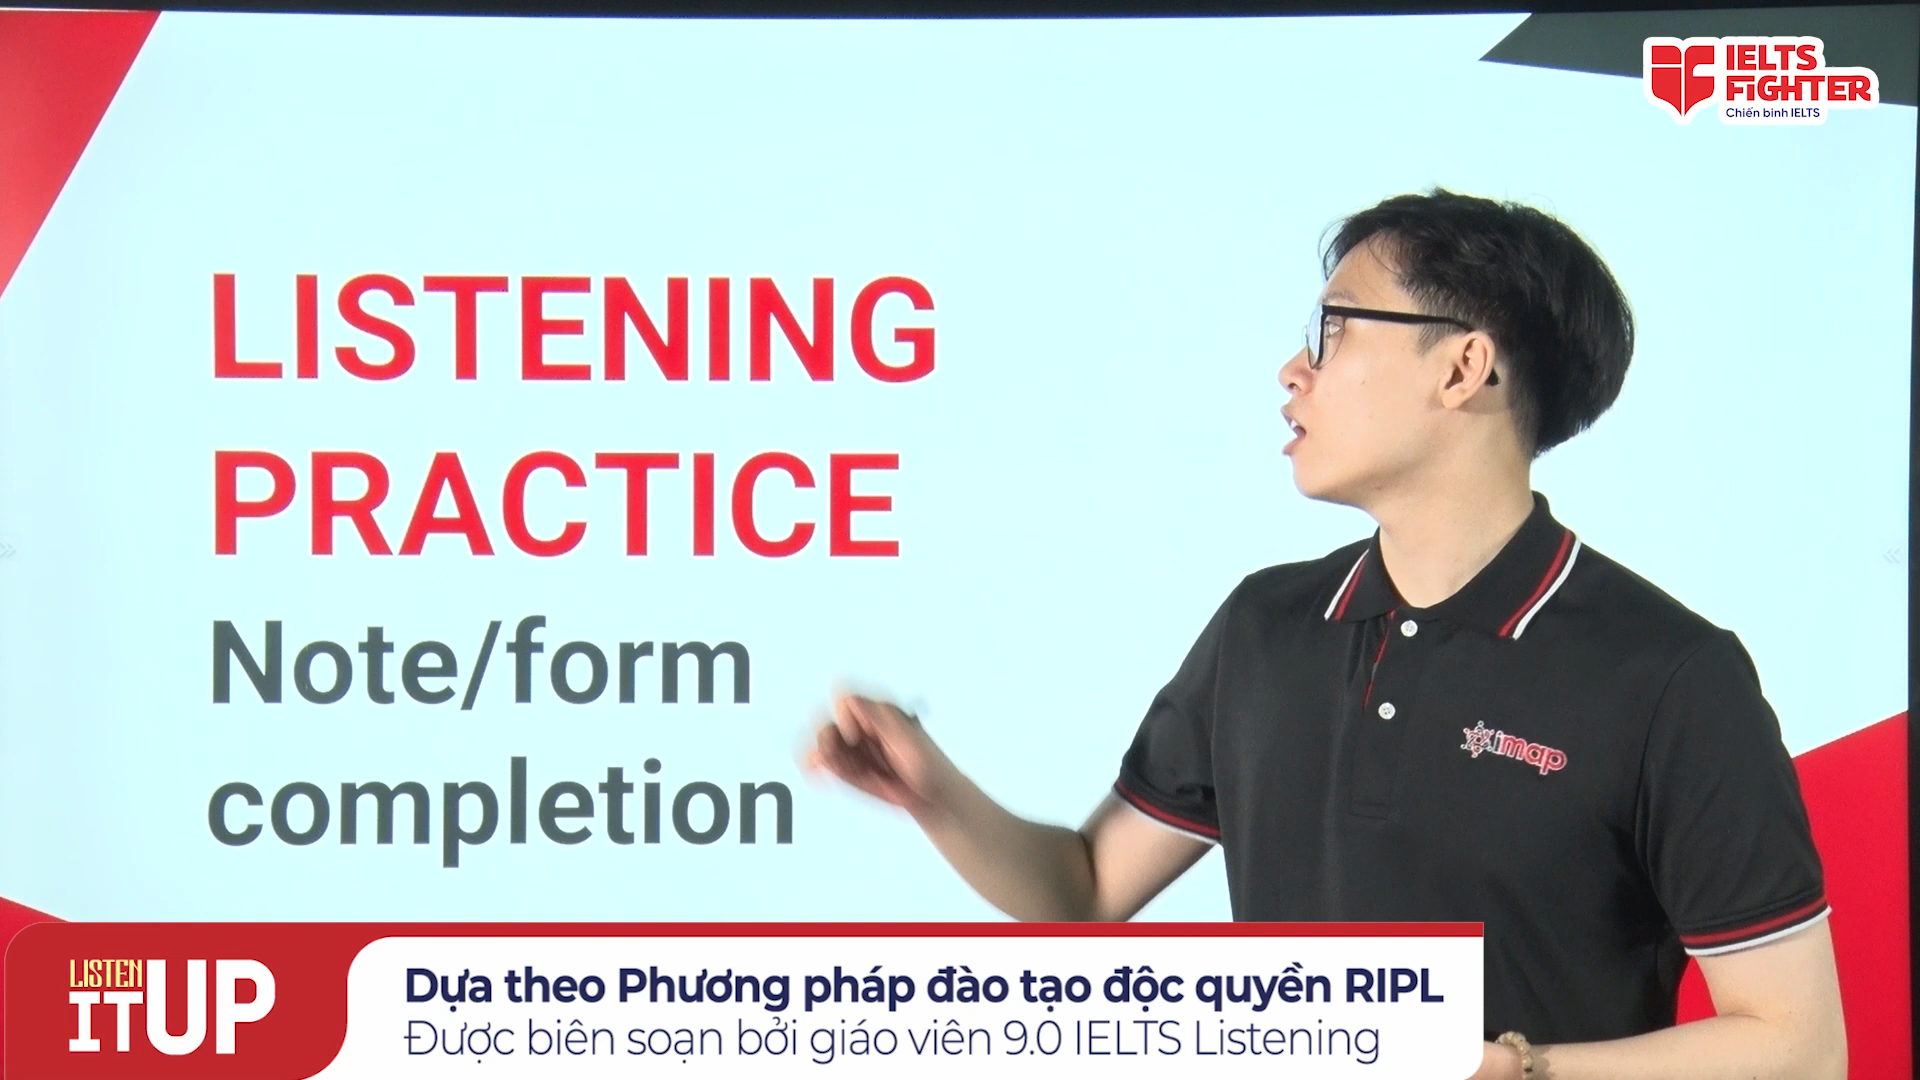 IELTS
FIGHTER
Chiến binh IELTS
LISTENING
PRACTICE
Note/form
completion
imap
LISTEN
IT UP
Dựa theo Phương pháp đào tạo độc quyền RIPL
Được biên soạn bởi giáo viên 9.0 IELTS Listening